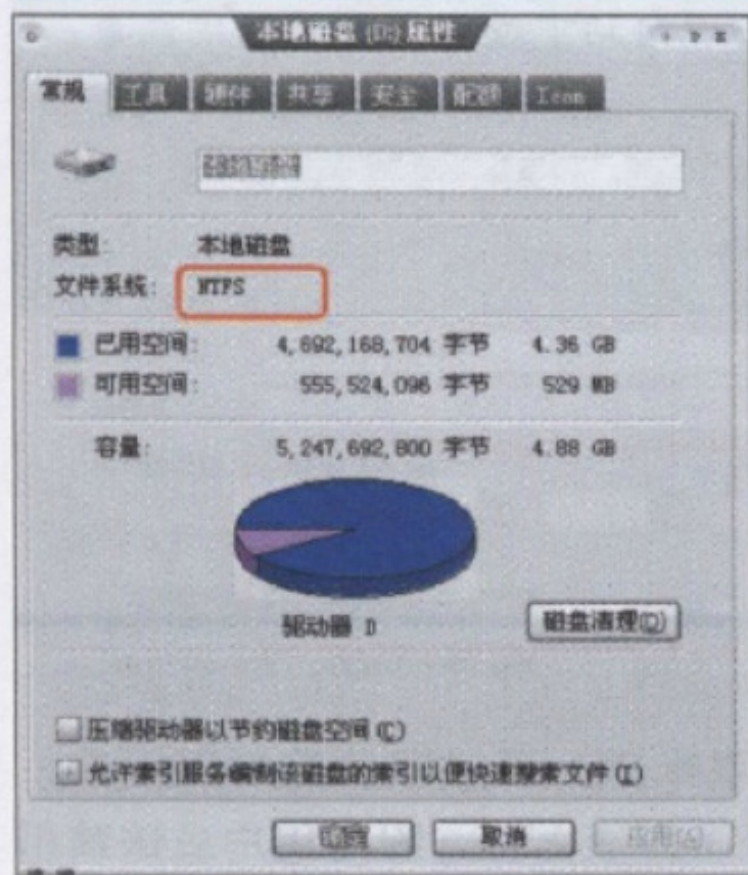 本地磁盘 (D:) 属性
常规 工具 硬件 共享 安全 配额 Icon
类型: 本地磁盘
文件系统: NTFS
已用空间: 4,692,168,704 字节 4.36 GB
可用空间: 555,524,096 字节 529 MB
容量: 5,247,692,800 字节 4.88 GB
驱动器 D
磁盘清理(D)
压缩驱动器以节约磁盘空间(C)
允许索引服务编制该磁盘的索引以便快速搜索文件(I)
确定 取消 应用(A)